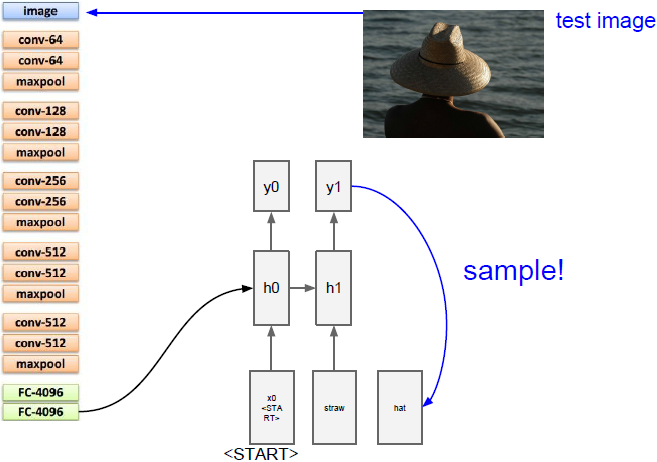 image
test image
conv-64
conv-64
maxpool
conv-128
conv-128
maxpool
conv-256
conv-256
maxpool
conv-512
conv-512
maxpool
conv-512
conv-512
maxpool
FC-4096
FC-4096
y0
y1
sample!
h0
h1
x0
<STA
RT>
straw
hat
<START>